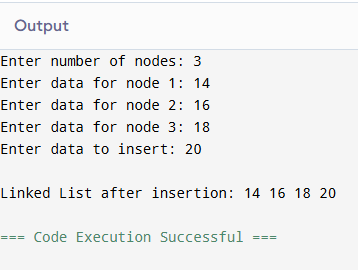 Output
Enter number of nodes: 3
Enter data for node 1: 14
Enter data for node 2: 16
Enter data for node 3: 18
Enter data to insert: 20
Linked List after insertion: 14 16 18 20
=== Code Execution Successful ===